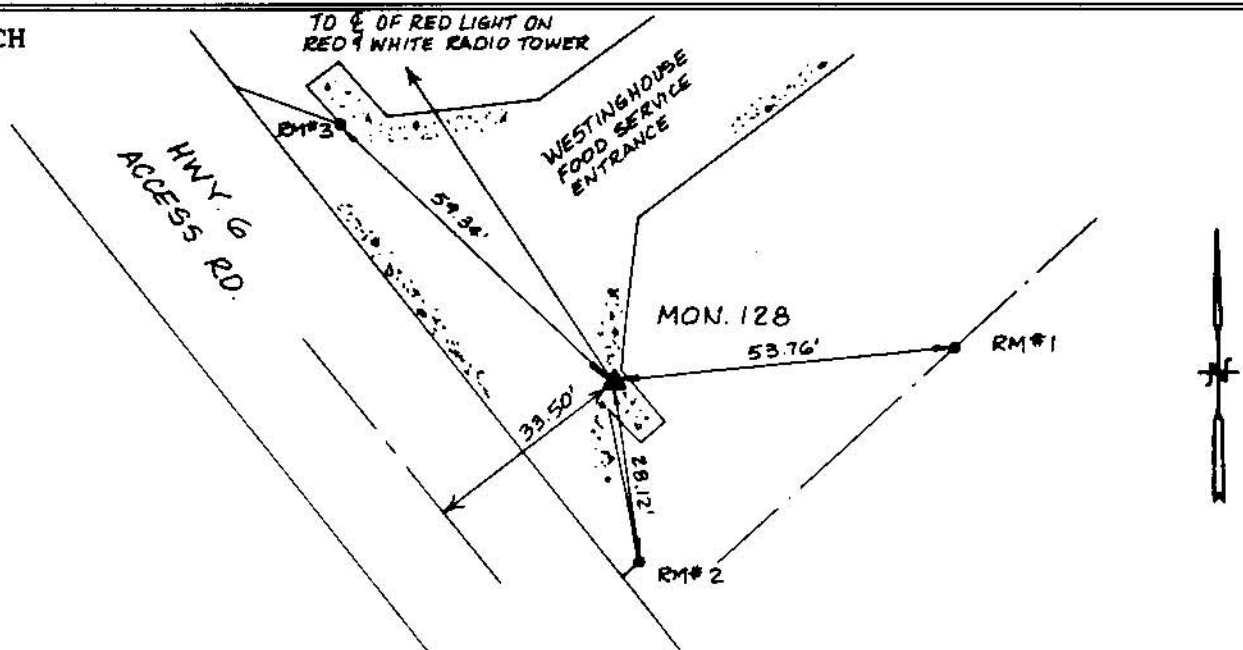 CH
TO ℄ OF RED LIGHT ON
RED & WHITE RADIO TOWER
WESTINGHOUSE
FOOD SERVICE
ENTRANCE
RM#3
HWY. 6
ACCESS RD.
54.34'
MON. 128
53.76'
RM#1
33.50'
28.12'
RM#2
N